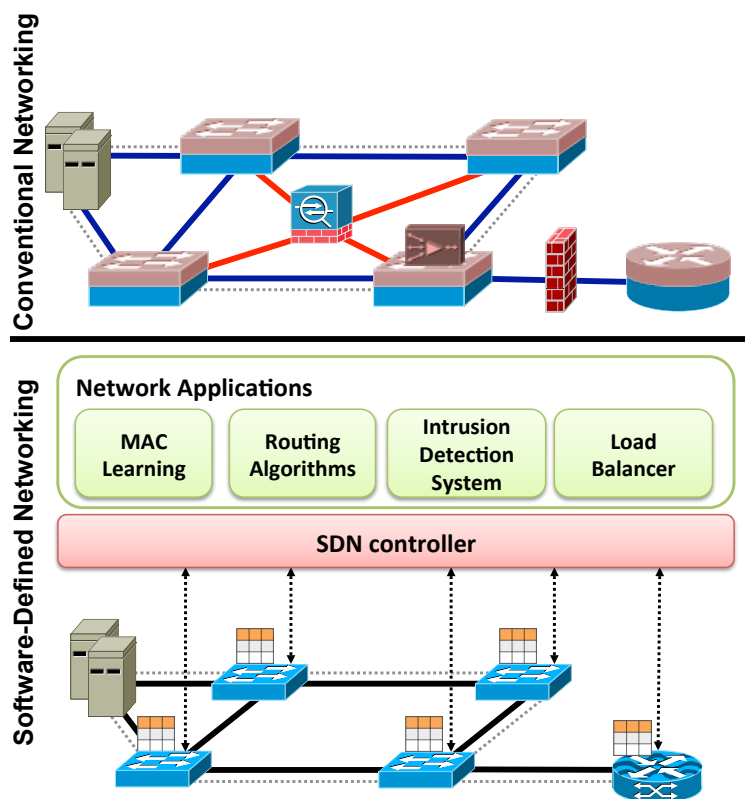 Conventional Networking
Network Applications
MAC
Learning
Routing
Algorithms
Intrusion
Detection
System
Load
Balancer
SDN controller
Software-Defined Networking